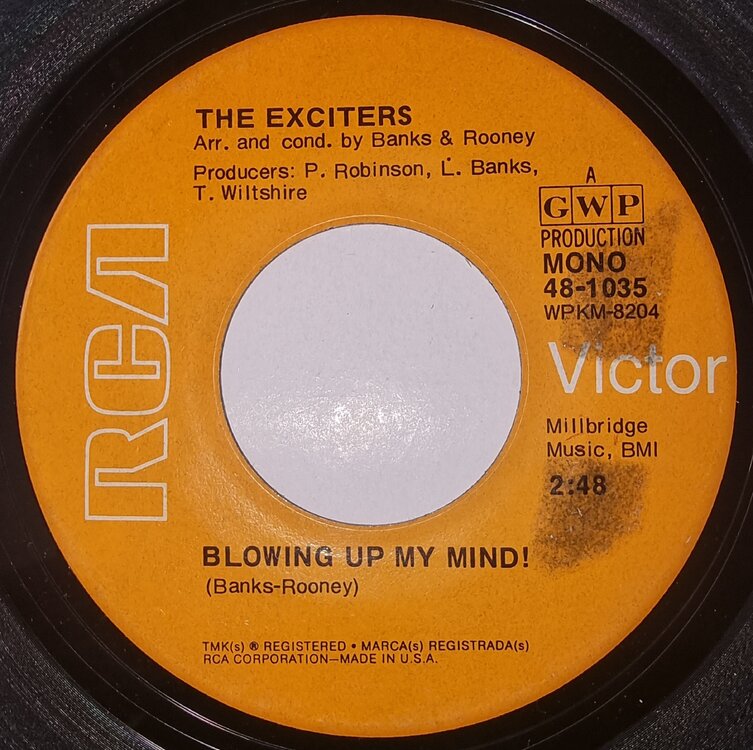 THE EXCITERS
Arr. and cond. by Banks & Rooney
Producers: P. Robinson, L. Banks,
T. Wiltshire
A
GWP
PRODUCTION
MONO
48-1035
WPKM-8204
RCA
Victor
Millbridge
Music, BMI
2:48
BLOWING UP MY MIND!
(Banks-Rooney)
TMK(s) ® REGISTERED • MARCA(s) REGISTRADA(s)
RCA CORPORATION—MADE IN U.S.A.